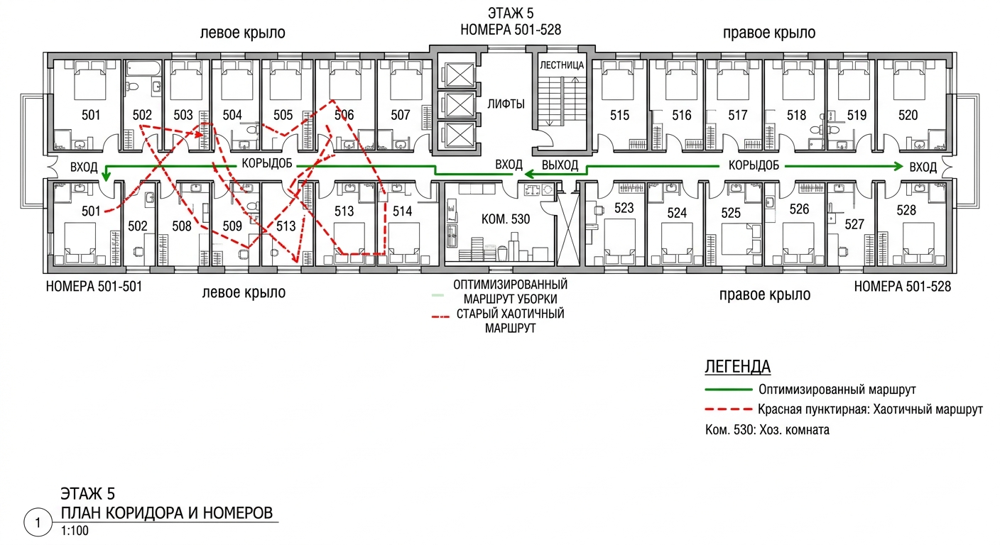 ЭТАЖ 5
НОМЕРА 501-528
левое крыло
правое крыло
ЛЕСТНИЦА
ЛИФТЫ
501
502
503
504
505
506
507
515
516
517
518
519
520
ВХОД
КОРЫДОБ
ВХОД
ВЫХОД
КОРЫДОБ
ВХОД
501
502
508
509
513
513
514
КОМ. 530
523
524
525
526
527
528
НОМЕРА 501-501
левое крыло
правое крыло
НОМЕРА 501-528
ОПТИМИЗИРОВАННЫЙ
МАРШРУТ УБОРКИ
СТАРЫЙ ХАОТИЧНЫЙ
МАРШРУТ
ЛЕГЕНДА
Оптимизированный маршрут
Красная пунктирная: Хаотичный маршрут
Ком. 530: Хоз. комната
ЭТАЖ 5
1
ПЛАН КОРИДОРА И НОМЕРОВ
1:100